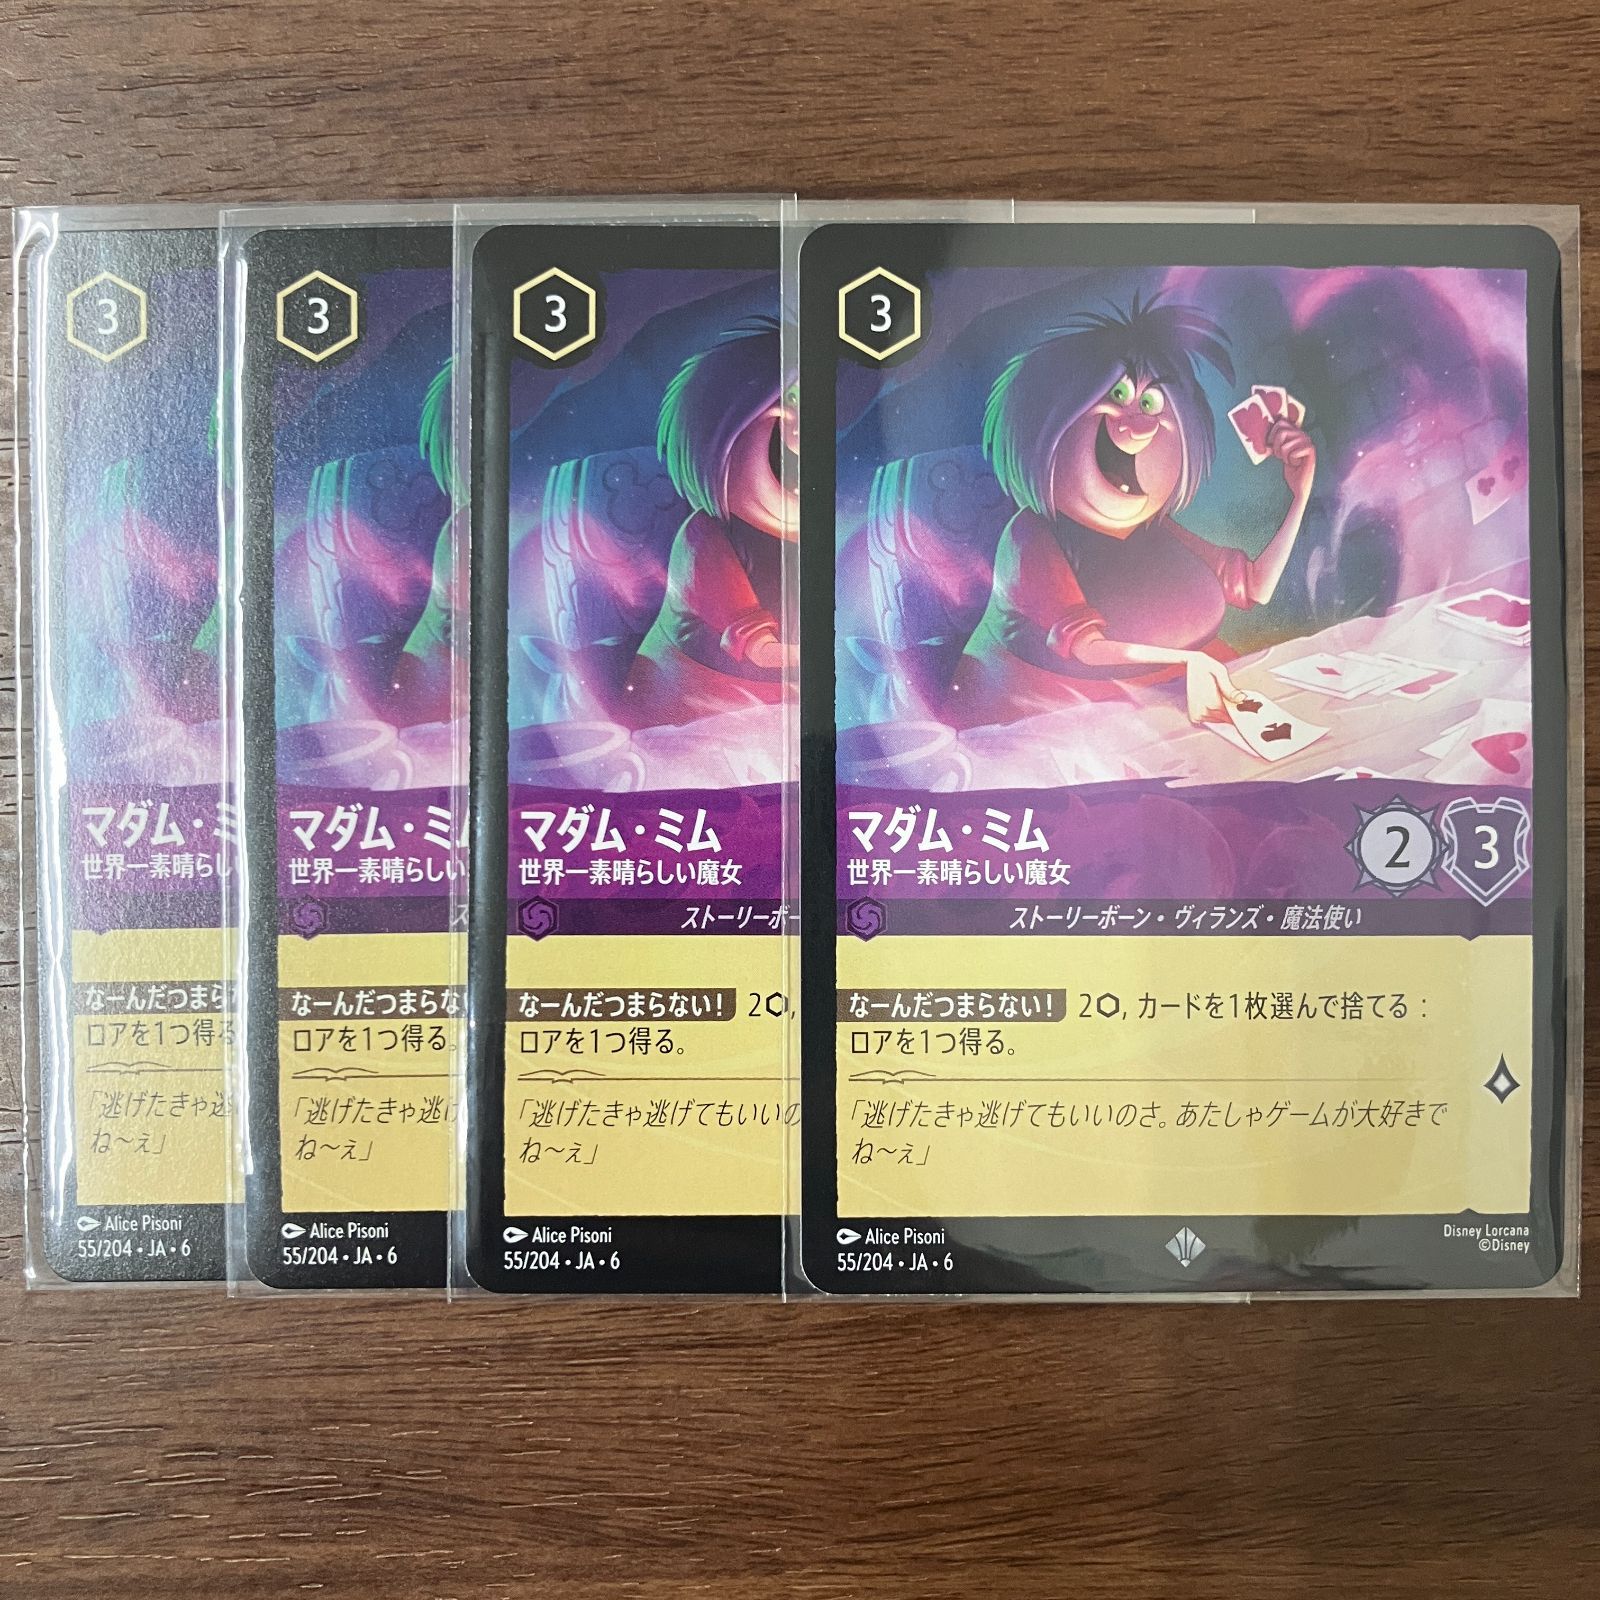 3
マダム・ミ
世界一素晴らし
なーんだつまら
ロアを1つ得る
「逃げたきゃ逃
ね〜ぇ」
Alice Pisoni
55/204・JA・6
3
マダム・ミム
世界一素晴らしい
ス
なーんだつまらない
ロアを1つ得る。
「逃げたきゃ逃げ
ね〜ぇ」
Alice Pisoni
55/204・JA・6
3
マダム・ミム
世界一素晴らしい魔女
ストーリーボー
なーんだつまらない! 2⬡,
ロアを1つ得る。
「逃げたきゃ逃げてもいいの
ね〜ぇ」
Alice Pisoni
55/204・JA・6
3
マダム・ミム
世界一素晴らしい魔女
2 3
ストーリーボーン・ヴィランズ・魔法使い
なーんだつまらない! 2⬡, カードを1枚選んで捨てる：
ロアを1つ得る。
「逃げたきゃ逃げてもいいのさ。あたしゃゲームが大好きで
ね〜ぇ」
Alice Pisoni
55/204・JA・6
Disney Lorcana
©Disney